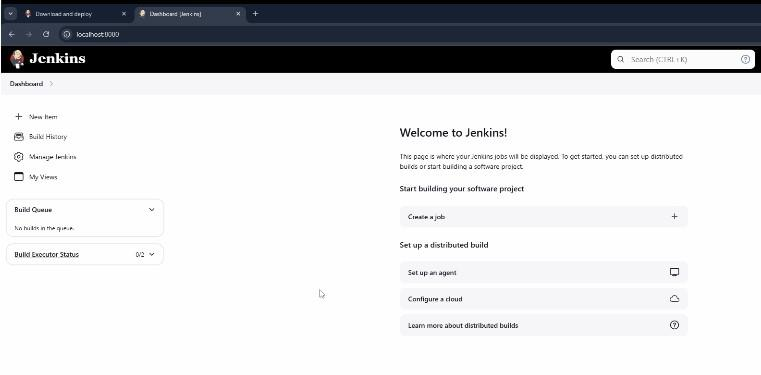 Download and deploy
Dashboard [Jenkins]
localhost:8080
Jenkins
Search (CTRL+K)
Dashboard
New Item
Build History
Manage Jenkins
My Views
Build Queue
No builds in the queue.
Build Executor Status 0/2
Welcome to Jenkins!
This page is where your Jenkins jobs will be displayed. To get started, you can set up distributed
builds or start building a software project.
Start building your software project
Create a job
Set up a distributed build
Set up an agent
Configure a cloud
Learn more about distributed builds